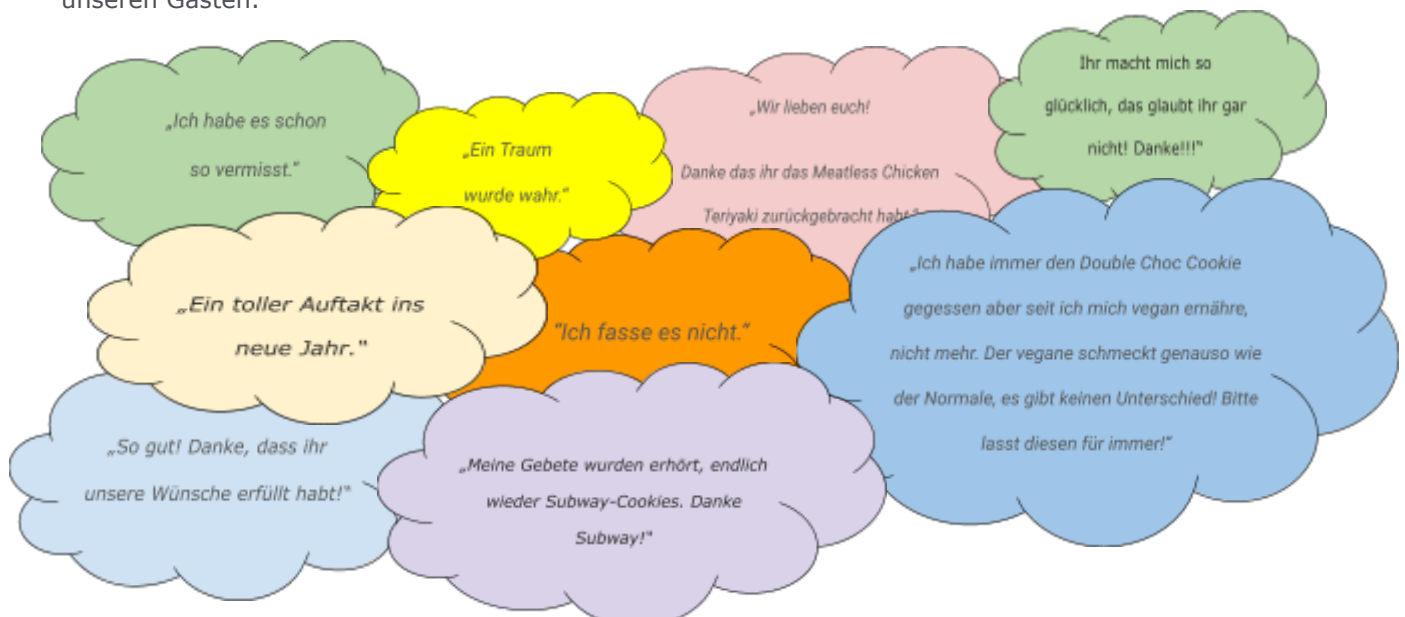 unseren Gästen.
„Ich habe es schon
so vermisst.“
„Ein Traum
wurde wahr.“
„Wir lieben euch!
Danke das ihr das Meatless Chicken
Teriyaki zurückgebracht habt.“
Ihr macht mich so
glücklich, das glaubt ihr gar
nicht! Danke!!!“
„Ein toller Auftakt ins
neue Jahr."
"Ich fasse es nicht.“
„Ich habe immer den Double Choc Cookie
gegessen aber seit ich mich vegan ernähre,
nicht mehr. Der vegane schmeckt genauso wie
der Normale, es gibt keinen Unterschied! Bitte
lasst diesen für immer!“
„So gut! Danke, dass ihr
unsere Wünsche erfüllt habt!“
„Meine Gebete wurden erhört, endlich
wieder Subway-Cookies. Danke
Subway!“